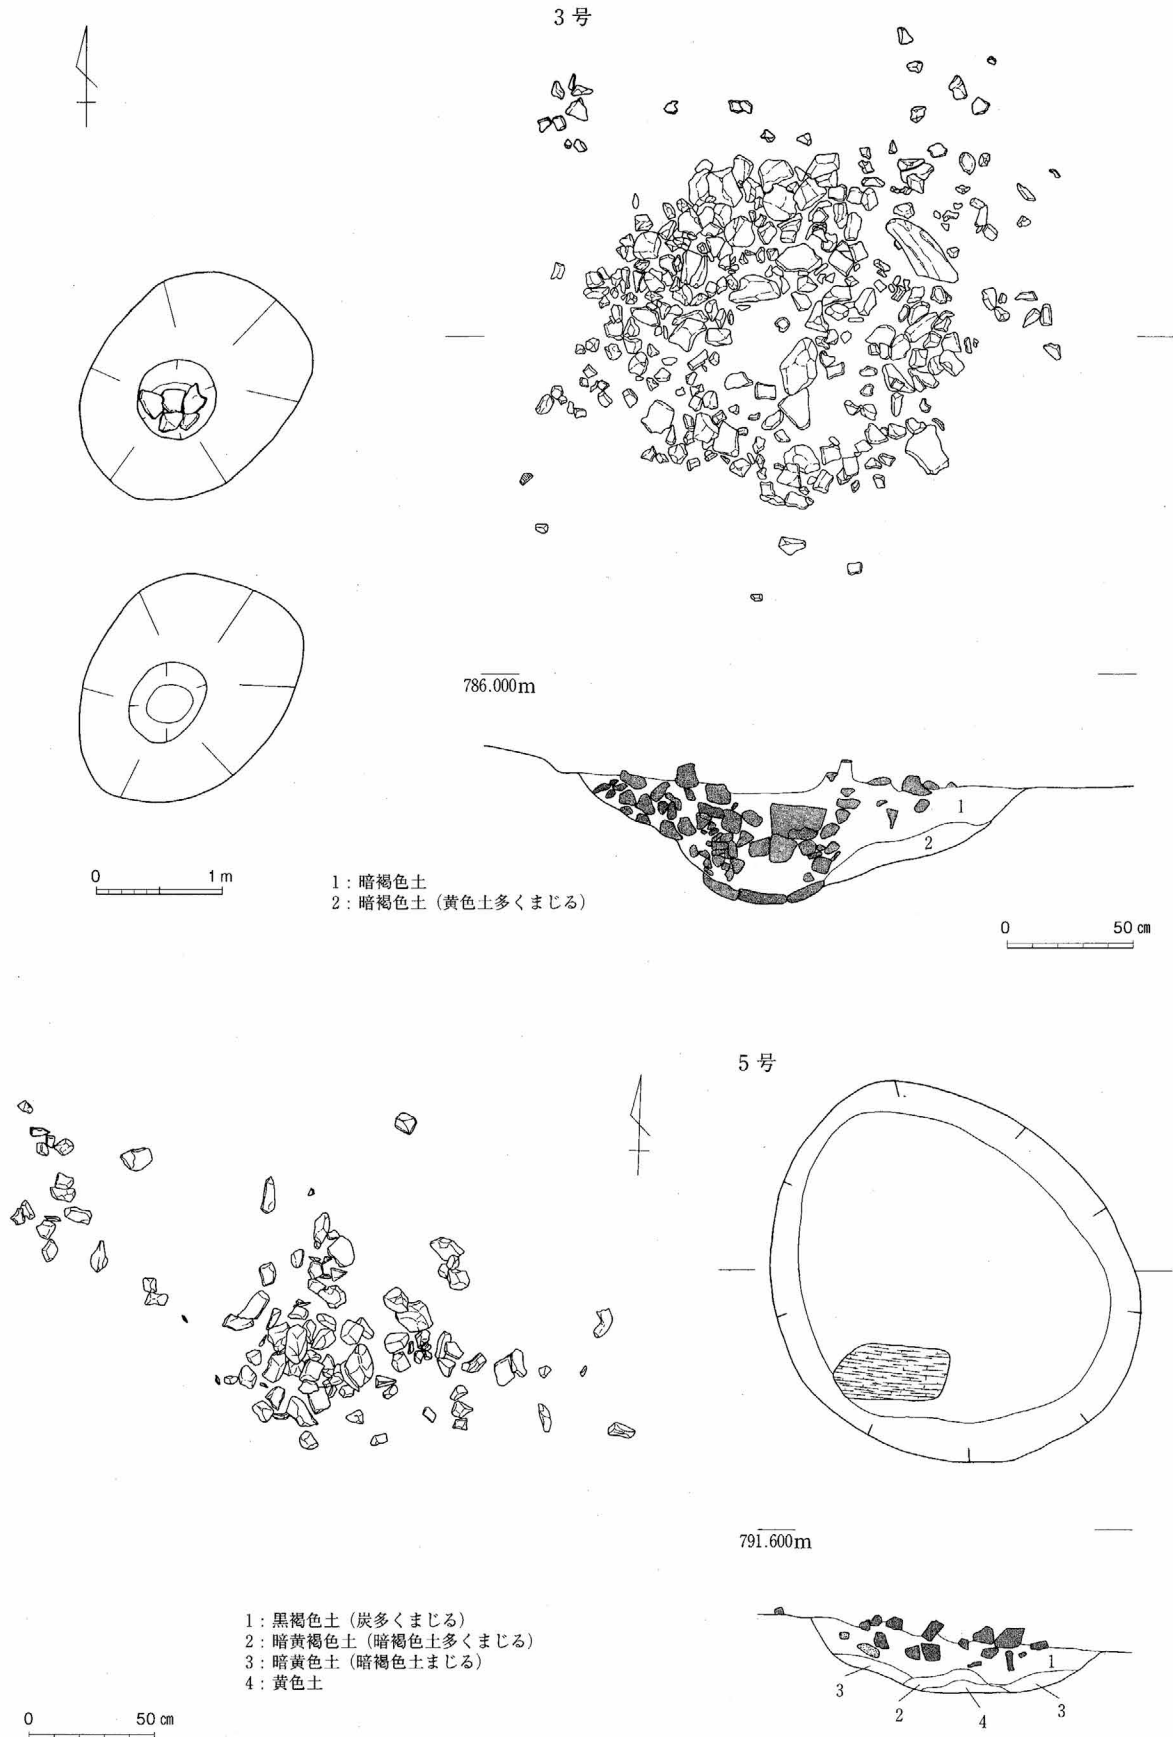 3号
786.000m
1
2
0 1m
1：暗褐色土
2：暗褐色土（黄色土多くまじる）
0 50㎝
5号
791.600m
1：黒褐色土（炭多くまじる）
2：暗黄褐色土（暗褐色土多くまじる）
3：暗黄色土（暗褐色土まじる）
4：黄色土
1
3
2
4
3
0 50㎝